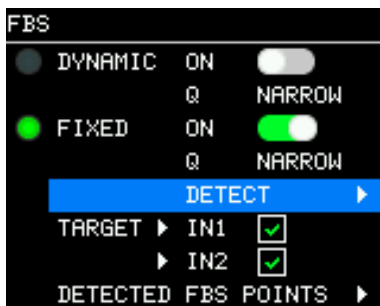 FBS
DYNAMIC ON
Q NARROW
FIXED ON
Q NARROW
DETECT
TARGET IN1
IN2
DETECTED FBS POINTS